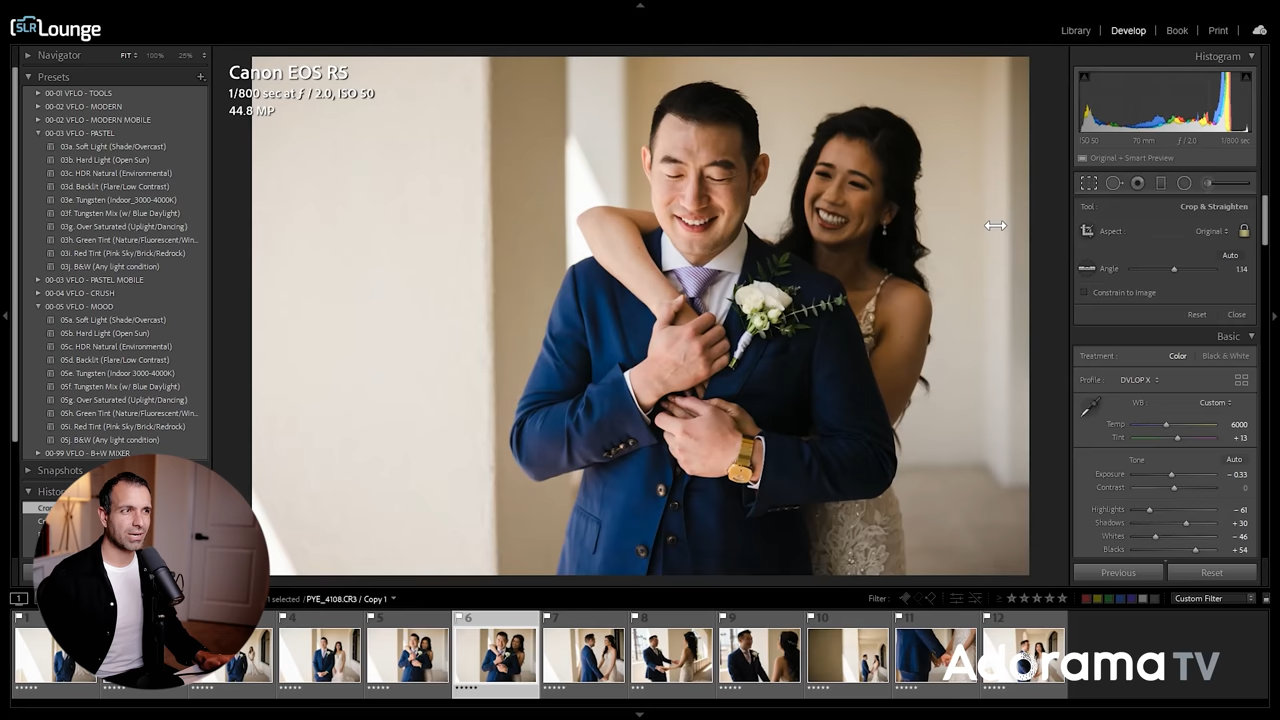 [SLR Lounge
Library | Develop | Book | Print |
Navigator FIT 100% 25%
Presets +
00-01 VFLO - TOOLS
00-02 VFLO - MODERN
00-02 VFLO - MODERN MOBILE
00-03 VFLO - PASTEL
03a. Soft Light (Shade/Overcast)
03b. Hard Light (Open Sun)
03c. HDR Natural (Environmental)
03d. Backlit (Flare/Low Contrast)
03e. Tungsten (Indoor_3000-4000K)
03f. Tungsten Mix (w/ Blue Daylight)
03g. Over Saturated (Uplight/Dancing)
03h. Green Tint (Nature/Fluorescent/Win...
03i. Red Tint (Pink Sky/Brick/Redrock)
03j. B&W (Any light condition)
00-03 VFLO - PASTEL MOBILE
00-04 VFLO - CRUSH
00-05 VFLO - MOOD
05a. Soft Light (Shade/Overcast)
05b. Hard Light (Open Sun)
05c. HDR Natural (Environmental)
05d. Backlit (Flare/Low Contrast)
05e. Tungsten (Indoor 3000-4000K)
05f. Tungsten Mix (w/ Blue Daylight)
05g. Over Saturated (Uplight/Dancing)
05h. Green Tint (Nature/Fluorescent/Win...
05i. Red Tint (Pink Sky/Brick/Redrock)
05j. B&W (Any light condition)
00-99 VFLO - B+W MIXER
Snapshots
Canon EOS R5
1/800 sec at ƒ / 2.0, ISO 50
44.8 MP
Histogram
ISO 50 70 mm ƒ / 2.0 1/800 sec
Original + Smart Preview
Tool : Crop & Straighten
Aspect : Original
Auto
Angle 1.14
Constrain to Image
Reset Close
Basic
Treatment : Color Black & White
Profile : DVLOP X
WB : Custom
Temp 6000
Tint + 13
Tone Auto
Exposure - 0.33
Contrast 0
Highlights - 61
Shadows + 30
Whites - 46
Blacks + 54
Previous Reset
1 selected / PYE_4108.CR3 / Copy 1
Filter : ≥ ★★★★★ Custom Filter
4 5 6 7 8 9 10 11 12
Adorama TV